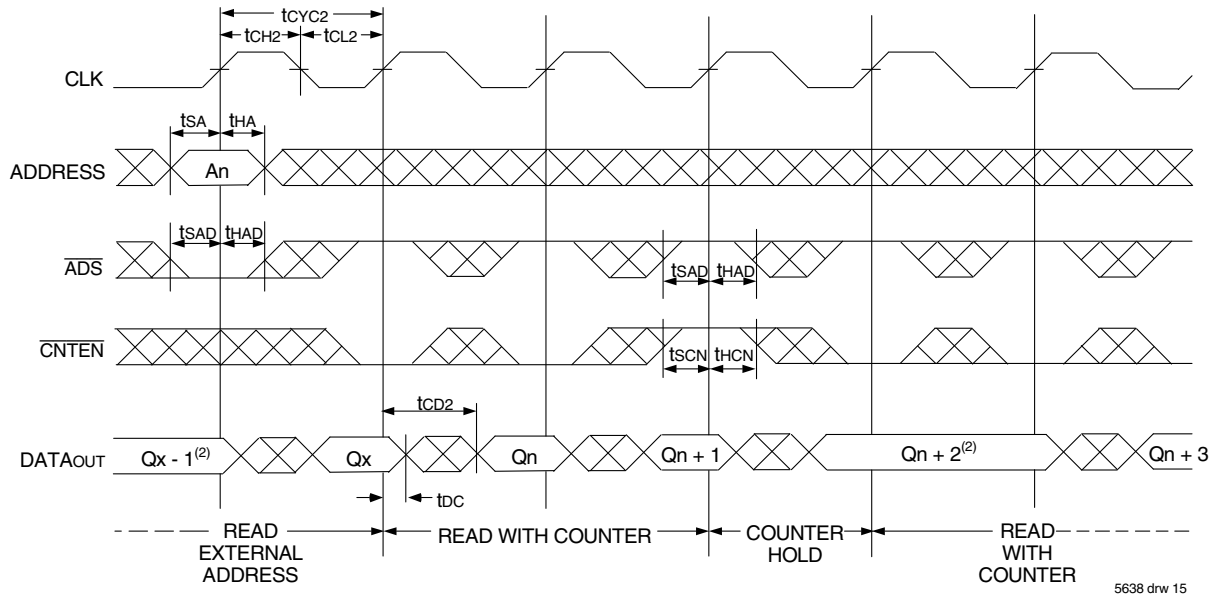 tCYC2
tCH2 tCL2
CLK
tSA tHA
ADDRESS An
tSAD tHAD
ADS
tSAD tHAD
CNTEN
tSCN tHCN
tCD2
DATAOUT Qx - 1(2) Qx Qn Qn + 1 Qn + 2(2) Qn + 3
tDC
READ EXTERNAL ADDRESS
READ WITH COUNTER
COUNTER HOLD
READ WITH COUNTER
5638 drw 15